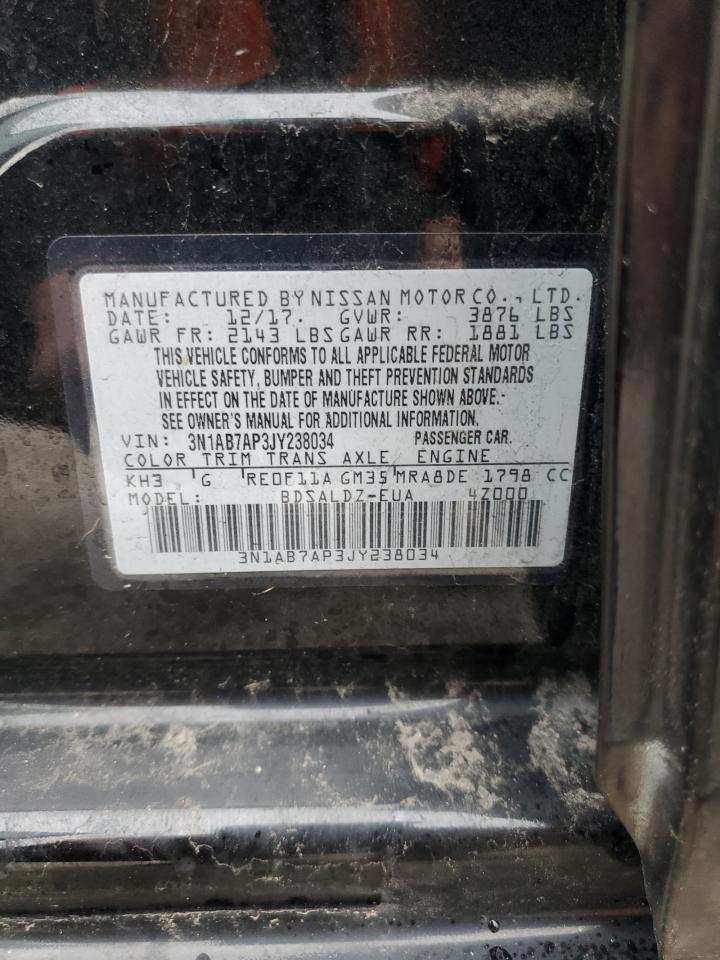 MANUFACTURED BY NISSAN MOTOR CO., LTD.
DATE: 12/17. GVWR: 3876 LBS
GAWR FR: 2143 LBS GAWR RR: 1881 LBS
THIS VEHICLE CONFORMS TO ALL APPLICABLE FEDERAL MOTOR
VEHICLE SAFETY, BUMPER AND THEFT PREVENTION STANDARDS
IN EFFECT ON THE DATE OF MANUFACTURE SHOWN ABOVE.-
SEE OWNER'S MANUAL FOR ADDITIONAL INFORMATION.
VIN: 3N1AB7AP3JY238034 PASSENGER CAR.
COLOR TRIM TRANS AXLE ENGINE
KH3 G RE0F11A GM35 MRA8DE 1798 CC
MODEL: BDSALDZ-EUA 4Z000
3N1AB7AP3JY238034